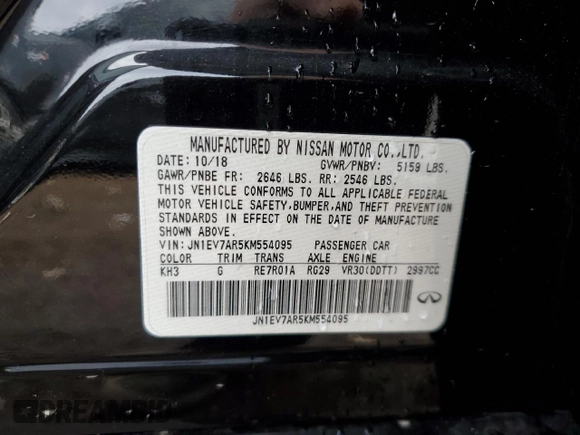 MANUFACTURED BY NISSAN MOTOR CO.,LTD.
DATE: 10/18 GVWR/PNBV: 5159 LBS.
GAWR/PNBE FR: 2646 LBS. RR: 2546 LBS.
THIS VEHICLE CONFORMS TO ALL APPLICABLE FEDERAL
MOTOR VEHICLE SAFETY,BUMPER,AND THEFT PREVENTION
STANDARDS IN EFFECT ON THE DATE OF MANUFACTURE
SHOWN ABOVE.
VIN: JN1EV7AR5KM554095 PASSENGER CAR
COLOR TRIM TRANS AXLE ENGINE
KH3 G RE7R01A RG29 VR30(DDTT) 2997CC
JN1EV7AR5KM554095
DREAMBID